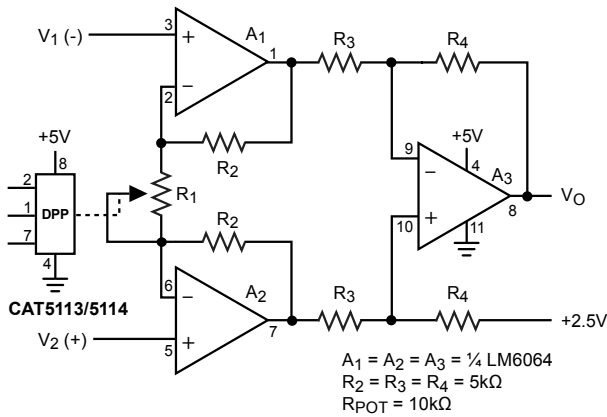 V1 (-)
3
+
A1
1
R3
R4
−
2
+5V
8
R2
+5V
9
−
4
A3
2
DPP
1
R1
VO
8
7
R2
10
+
11
4
CAT5113/5114
6
−
A2
7
R3
R4
+2.5V
V2 (+)
5
+
A1 = A2 = A3 = ¼ LM6064
R2 = R3 = R4 = 5kΩ
RPOT = 10kΩ